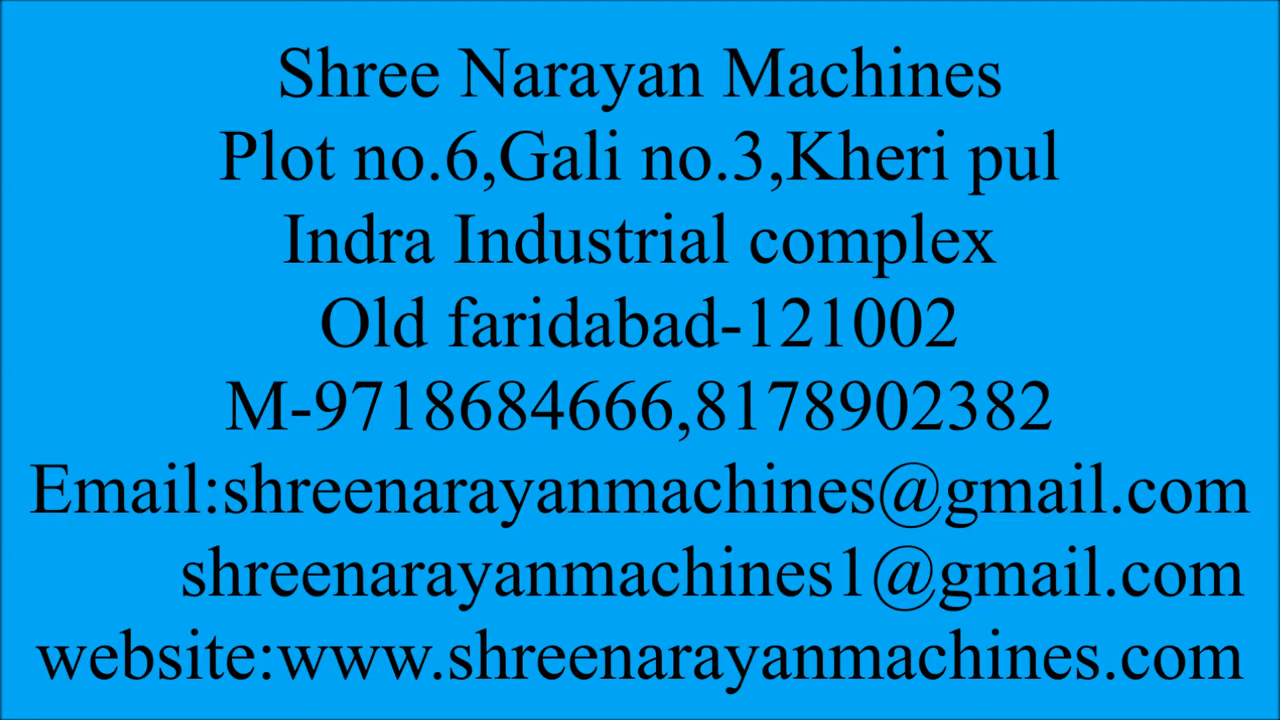 Shree Narayan Machines
Plot no.6,Gali no.3,Kheri pul
Indra Industrial complex
Old faridabad-121002
M-9718684666,8178902382
Email:shreenarayanmachines@gmail.com
shreenarayanmachines1@gmail.com
website:www.shreenarayanmachines.com